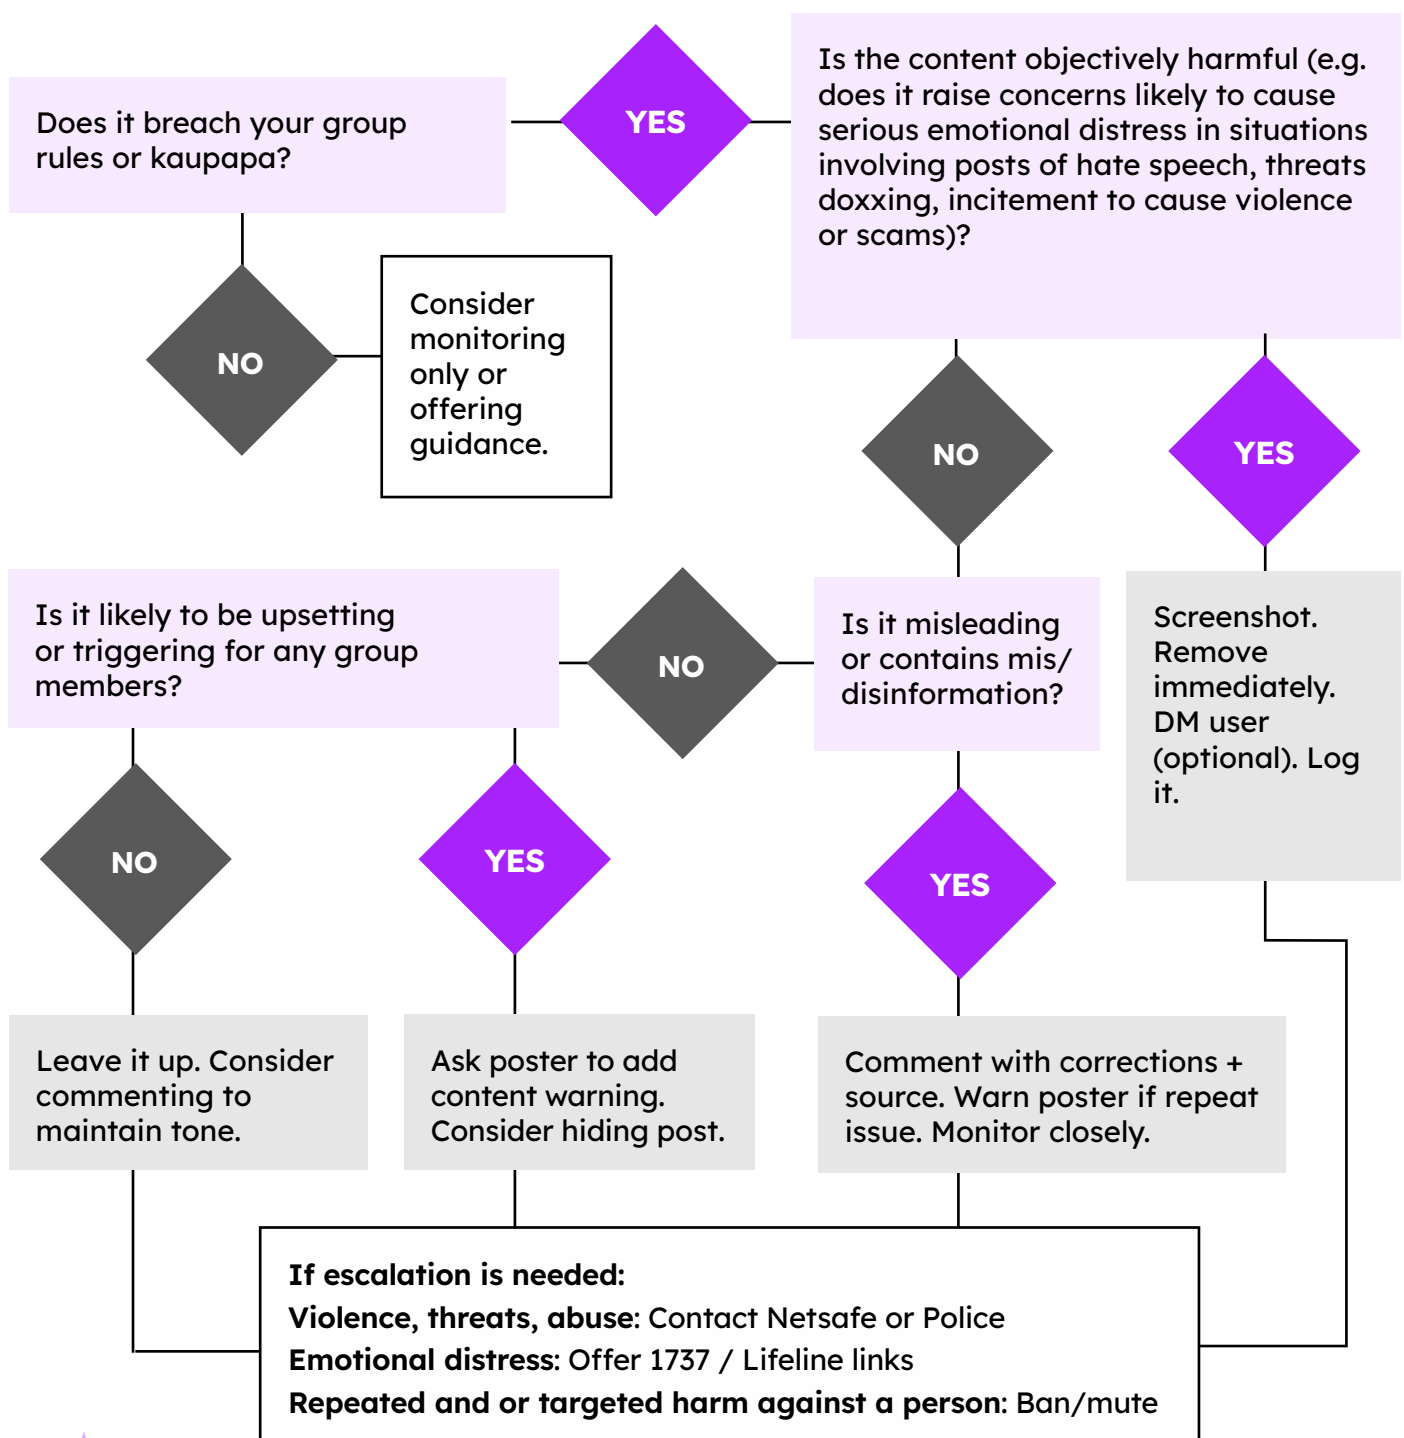 Does it breach your group
rules or kaupapa?
YES
Is the content objectively harmful (e.g.
does it raise concerns likely to cause
serious emotional distress in situations
involving posts of hate speech, threats
doxxing, incitement to cause violence
or scams)?
NO
Consider
monitoring
only or
offering
guidance.
NO
YES
Is it likely to be upsetting
or triggering for any group
members?
NO
Is it misleading
or contains mis/
disinformation?
Screenshot.
Remove
immediately.
DM user
(optional). Log
it.
NO
YES
YES
Leave it up. Consider
commenting to
maintain tone.
Ask poster to add
content warning.
Consider hiding post.
Comment with corrections +
source. Warn poster if repeat
issue. Monitor closely.
If escalation is needed:
Violence, threats, abuse: Contact Netsafe or Police
Emotional distress: Offer 1737 / Lifeline links
Repeated and or targeted harm against a person: Ban/mute